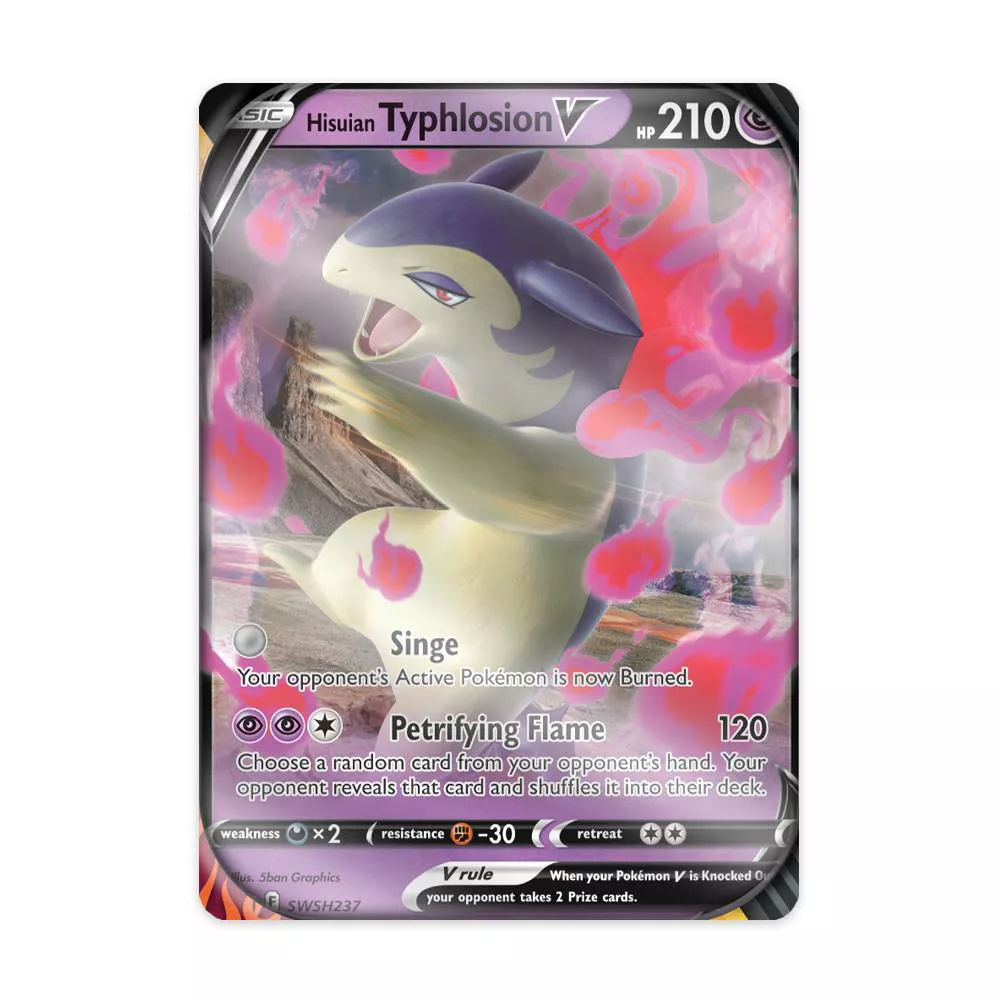 SIC Hisuian Typhlosion V HP 210
Singe
Your opponent's Active Pokémon is now Burned.
Petrifying Flame 120
Choose a random card from your opponent's hand. Your
opponent reveals that card and shuffles it into their deck.
weakness ×2 resistance -30 retreat
Illus. 5ban Graphics
V rule When your Pokémon V is Knocked O
your opponent takes 2 Prize cards.
F SWSH237